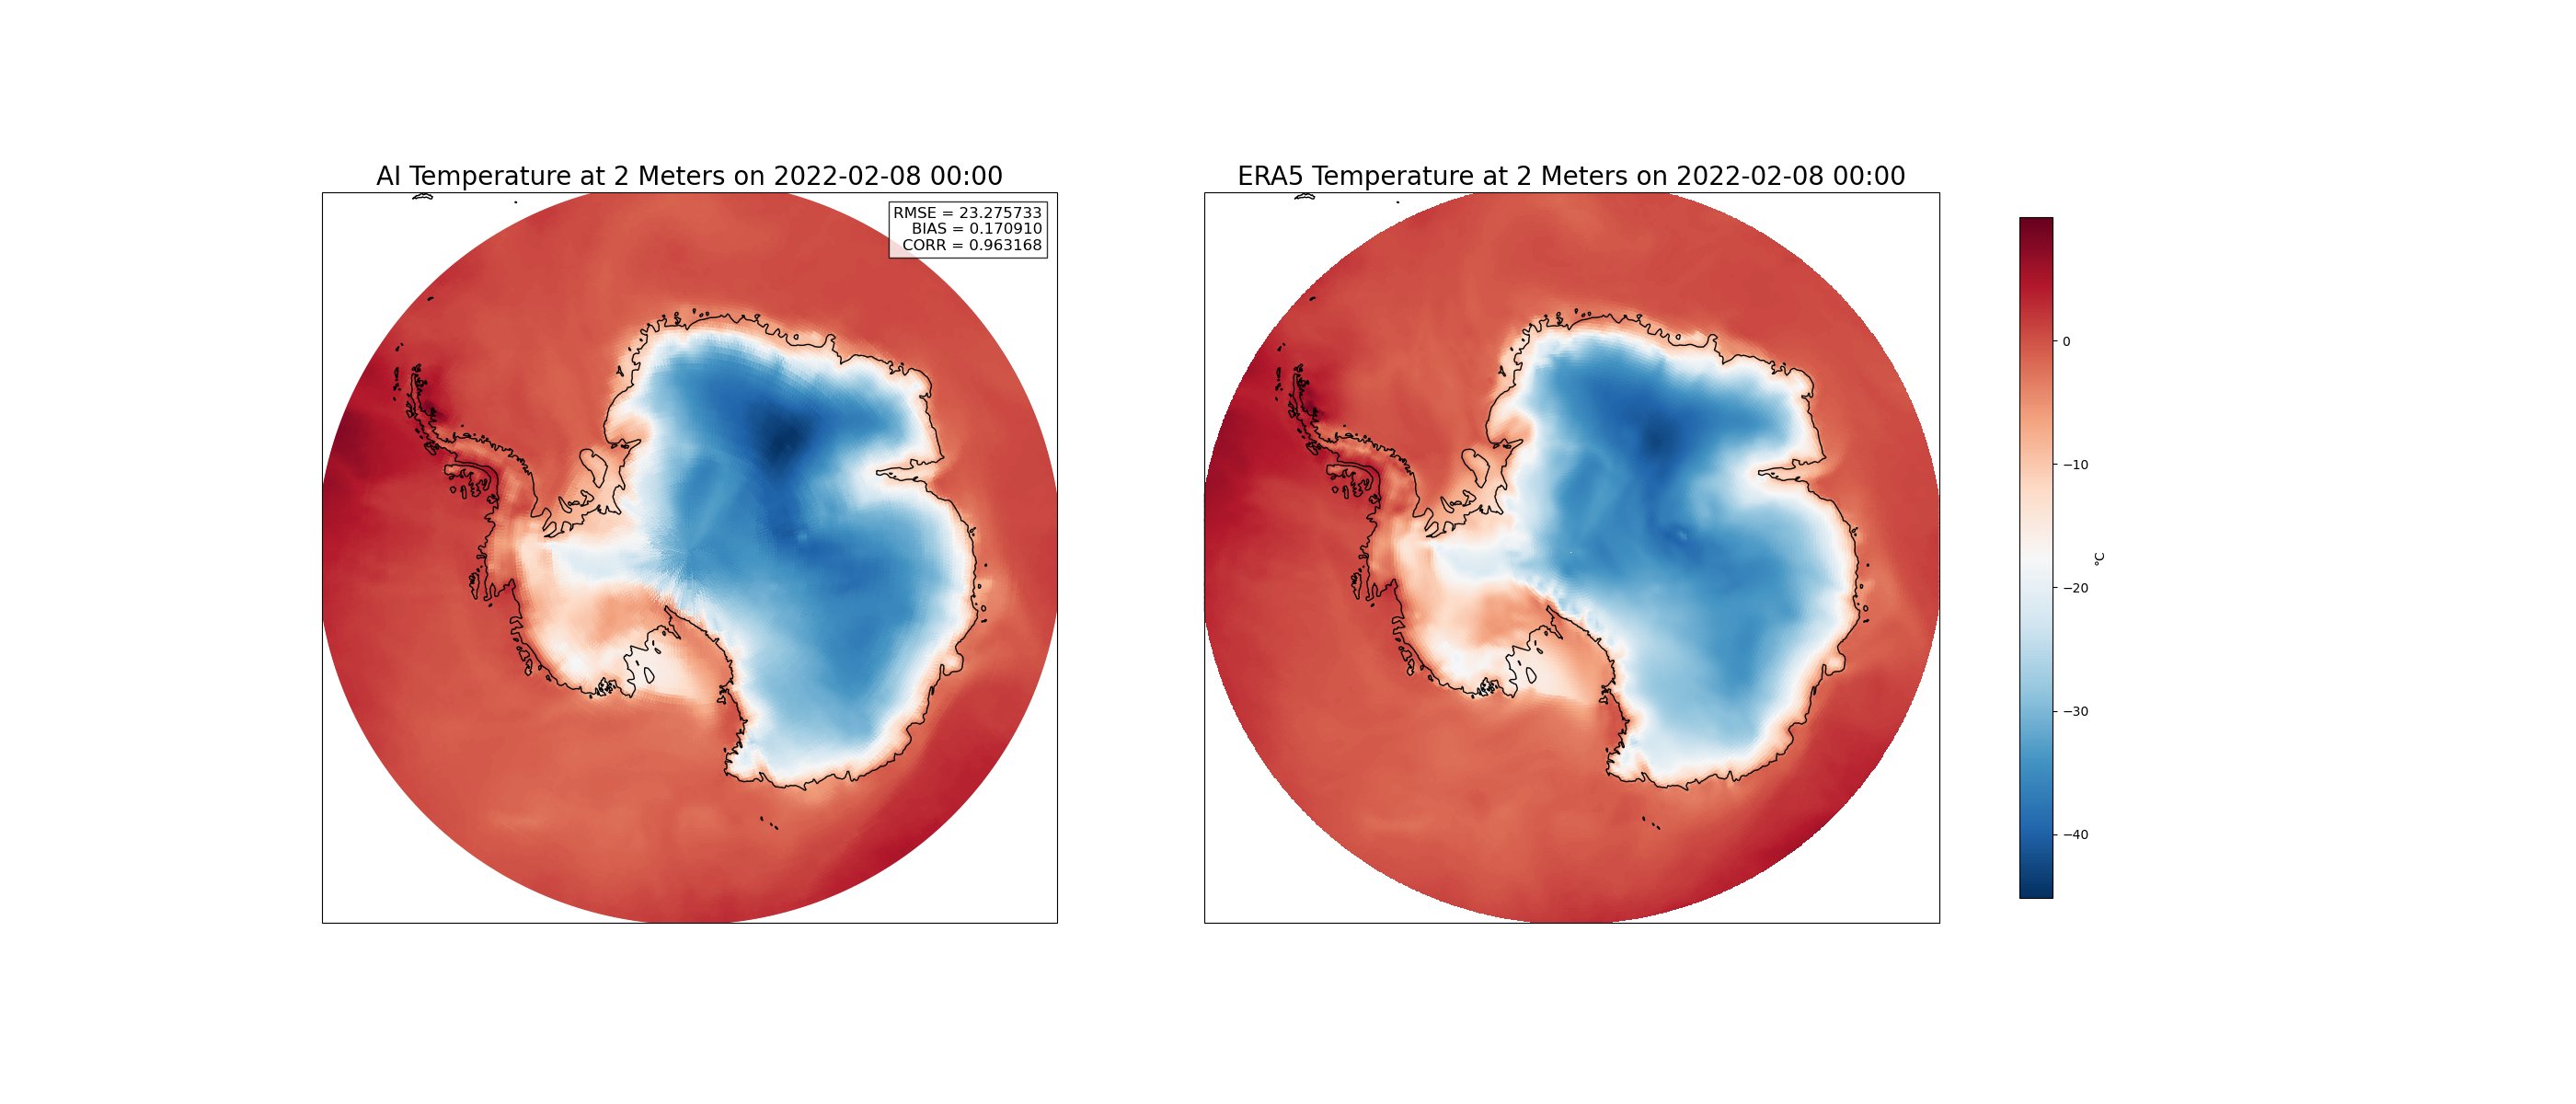 AI Temperature at 2 Meters on 2022-02-08 00:00
RMSE = 23.275733
BIAS = 0.170910
CORR = 0.963168
ERA5 Temperature at 2 Meters on 2022-02-08 00:00
0
−10
−20
−30
−40
°C